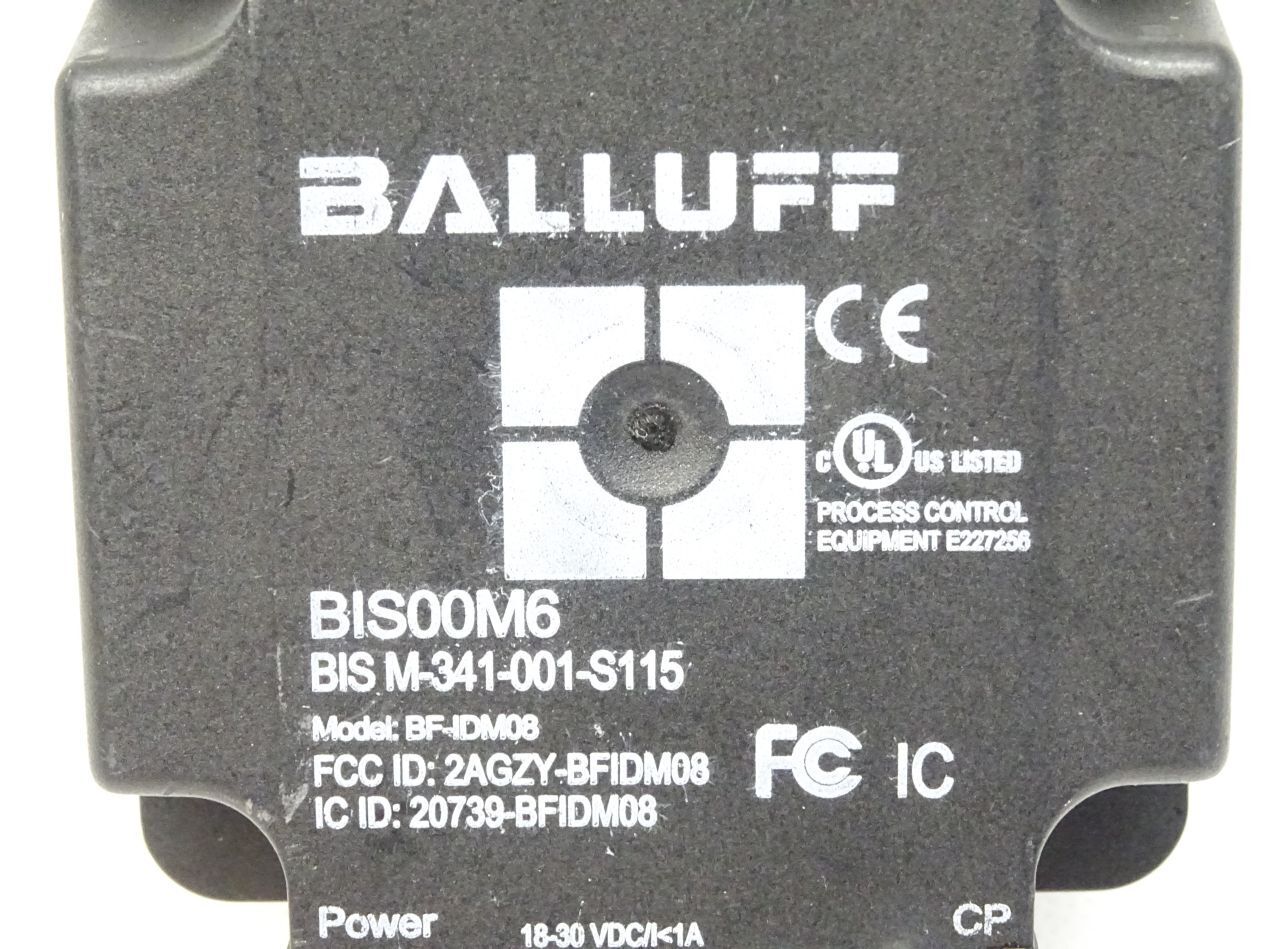 BALLUFF
CE
C UL US LISTED
PROCESS CONTROL
EQUIPMENT E227256
BIS00M6
BIS M-341-001-S115
Model: BF-IDM08
FCC ID: 2AGZY-BFIDM08
FC IC
IC ID: 20739-BFIDM08
Power 18-30 VDC/I<1A CP